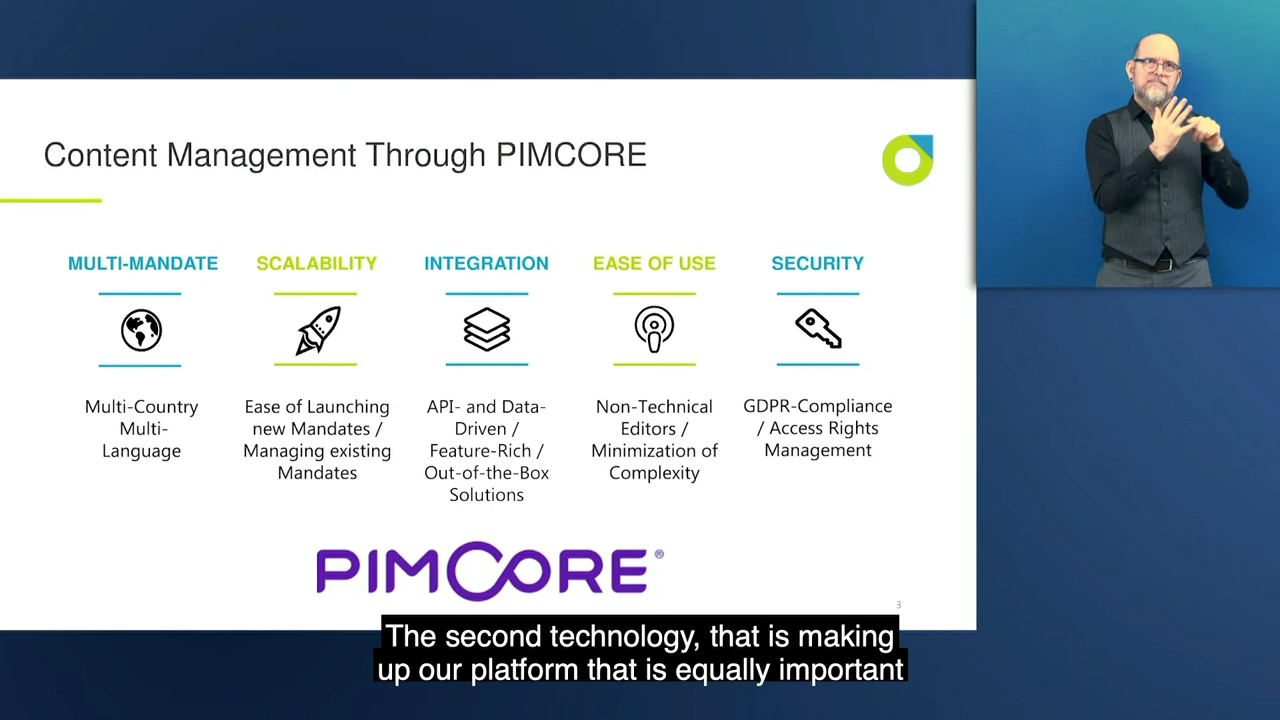 Content Management Through PIMCORE
MULTI-MANDATE
Multi-Country
Multi-
Language
SCALABILITY
Ease of Launching
new Mandates /
Managing existing
Mandates
INTEGRATION
API- and Data-
Driven /
Feature-Rich /
Out-of-the-Box
Solutions
EASE OF USE
Non-Technical
Editors /
Minimization of
Complexity
SECURITY
GDPR-Compliance
/ Access Rights
Management
PIMCORE®
3
The second technology, that is making
up our platform that is equally important